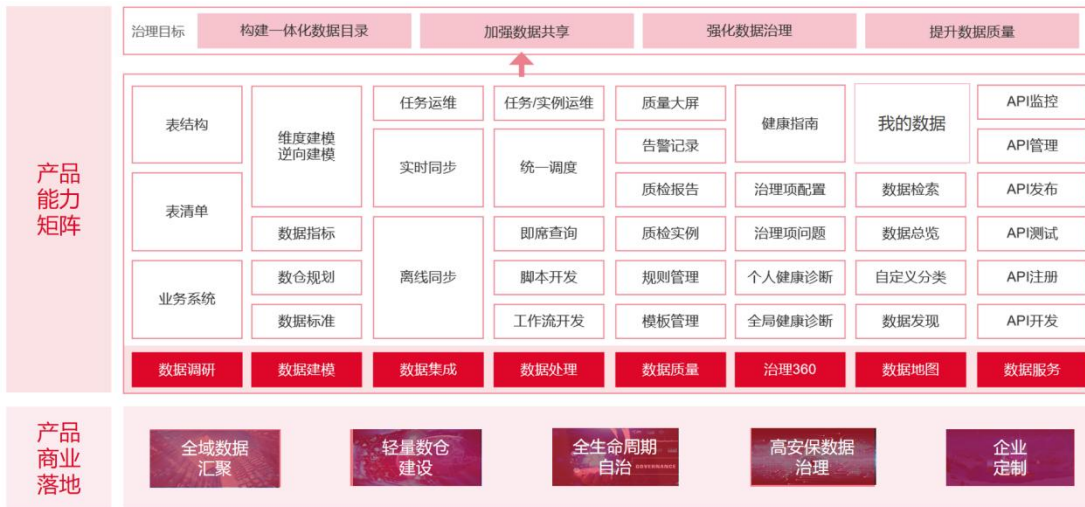 治理目标
构建一体化数据目录
加强数据共享
强化数据治理
提升数据质量
产品
能力
矩阵
表结构
表清单
业务系统
数据调研
维度建模
逆向建模
数据指标
数仓规划
数据标准
数据建模
任务运维
实时同步
离线同步
数据集成
任务/实例运维
统一调度
即席查询
脚本开发
工作流开发
数据处理
质量大屏
告警记录
质检报告
质检实例
规则管理
模板管理
数据质量
健康指南
治理项配置
治理项问题
个人健康诊断
全局健康诊断
治理360
我的数据
数据检索
数据总览
自定义分类
数据发现
数据地图
API监控
API管理
API发布
API测试
API注册
API开发
数据服务
产品
商业
落地
全域数据
汇聚
轻量数仓
建设
全生命周期
自治
GOVERNANCE
高安保数据
治理
企业
定制